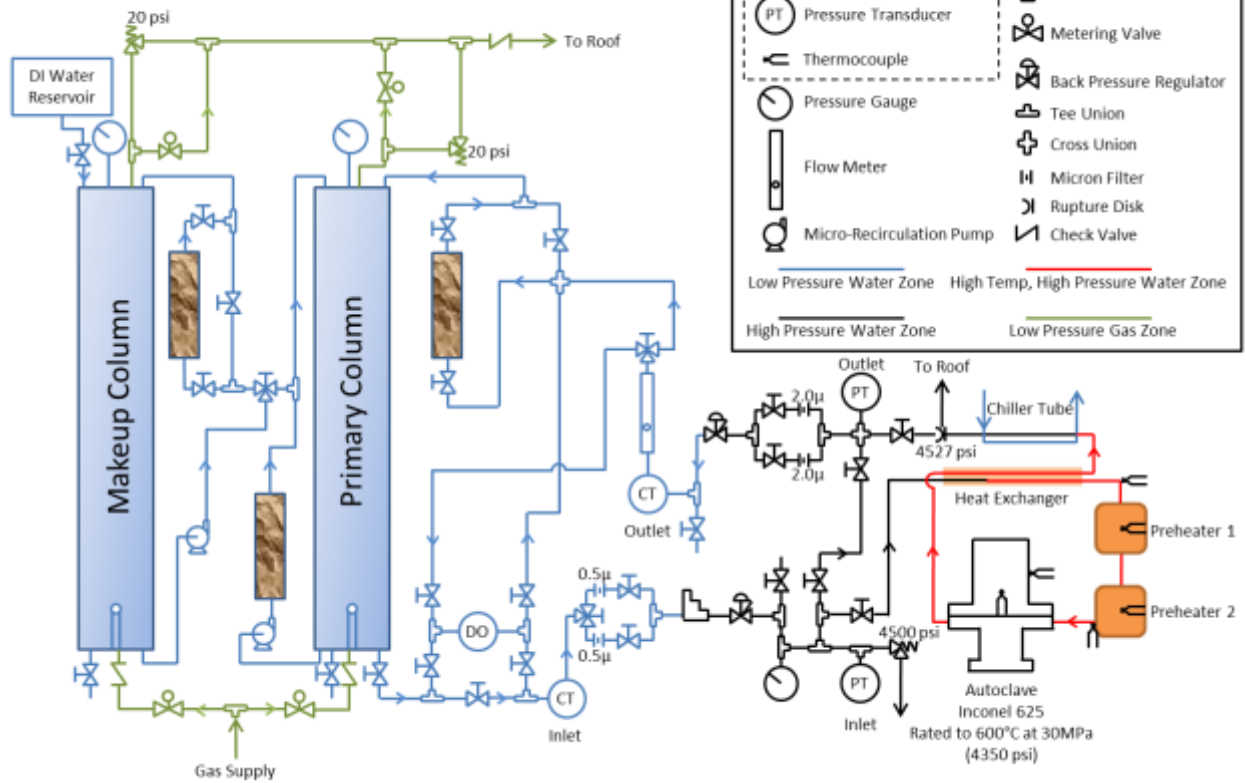 20 psi
To Roof
DI Water
Reservoir
20 psi
Makeup Column
Primary Column
Gas Supply
DO
CT
Inlet
CT
Outlet
0.5µ
0.5µ
2.0µ
2.0µ
Outlet
PT
To Roof
4527 psi
Chiller Tube
Heat Exchanger
Preheater 1
Preheater 2
4500 psi
PT
Inlet
Autoclave
Inconel 625
Rated to 600°C at 30MPa
(4350 psi)
PT Pressure Transducer
Thermocouple
Pressure Gauge
Flow Meter
Micro-Recirculation Pump
Metering Valve
Back Pressure Regulator
Tee Union
Cross Union
Micron Filter
Rupture Disk
Check Valve
Low Pressure Water Zone
High Temp, High Pressure Water Zone
High Pressure Water Zone
Low Pressure Gas Zone